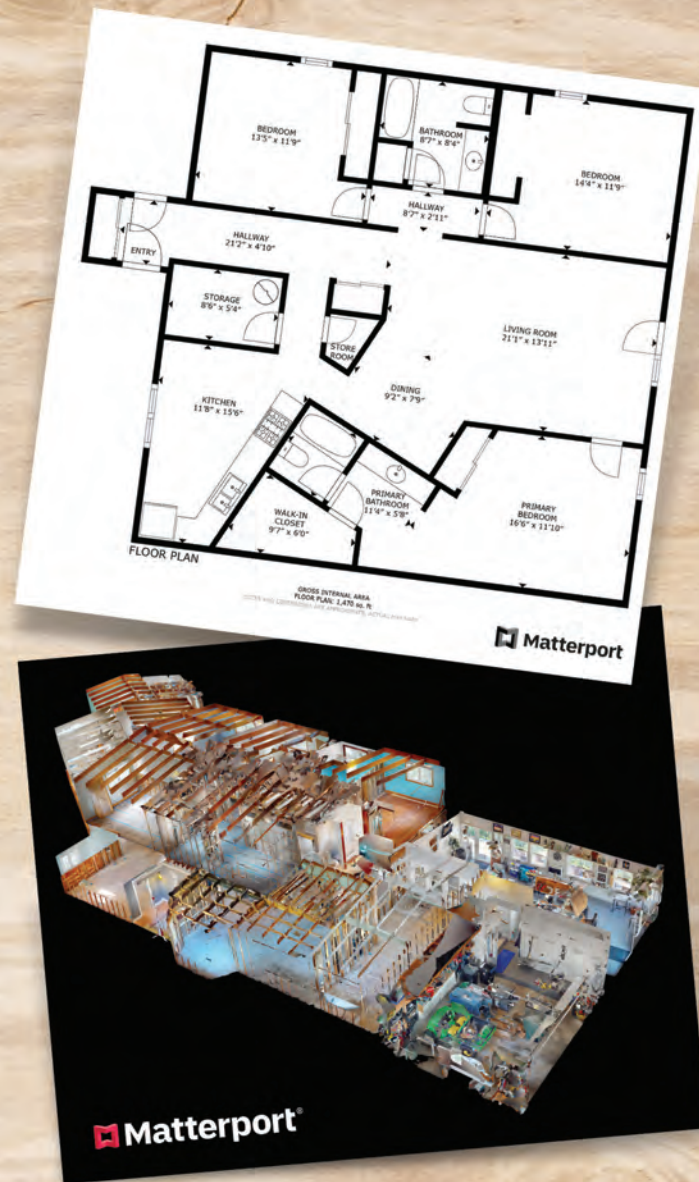 BEDROOM
13'5" x 11'9"
BATHROOM
8'7" x 8'4"
BEDROOM
14'4" x 11'9"
HALLWAY
8'7" x 2'11"
HALLWAY
21'2" x 4'10"
ENTRY
STORAGE
8'6" x 5'4"
STORE
ROOM
LIVING ROOM
21'1" x 13'11"
DINING
9'2" x 7'9"
KITCHEN
11'8" x 15'6"
PRIMARY
BATHROOM
11'4" x 5'8"
WALK-IN
CLOSET
9'7" x 6'0"
PRIMARY
BEDROOM
16'6" x 11'10"
FLOOR PLAN
GROSS INTERNAL AREA
FLOOR PLAN: 1,470 sq. ft
Matterport
Matterport®